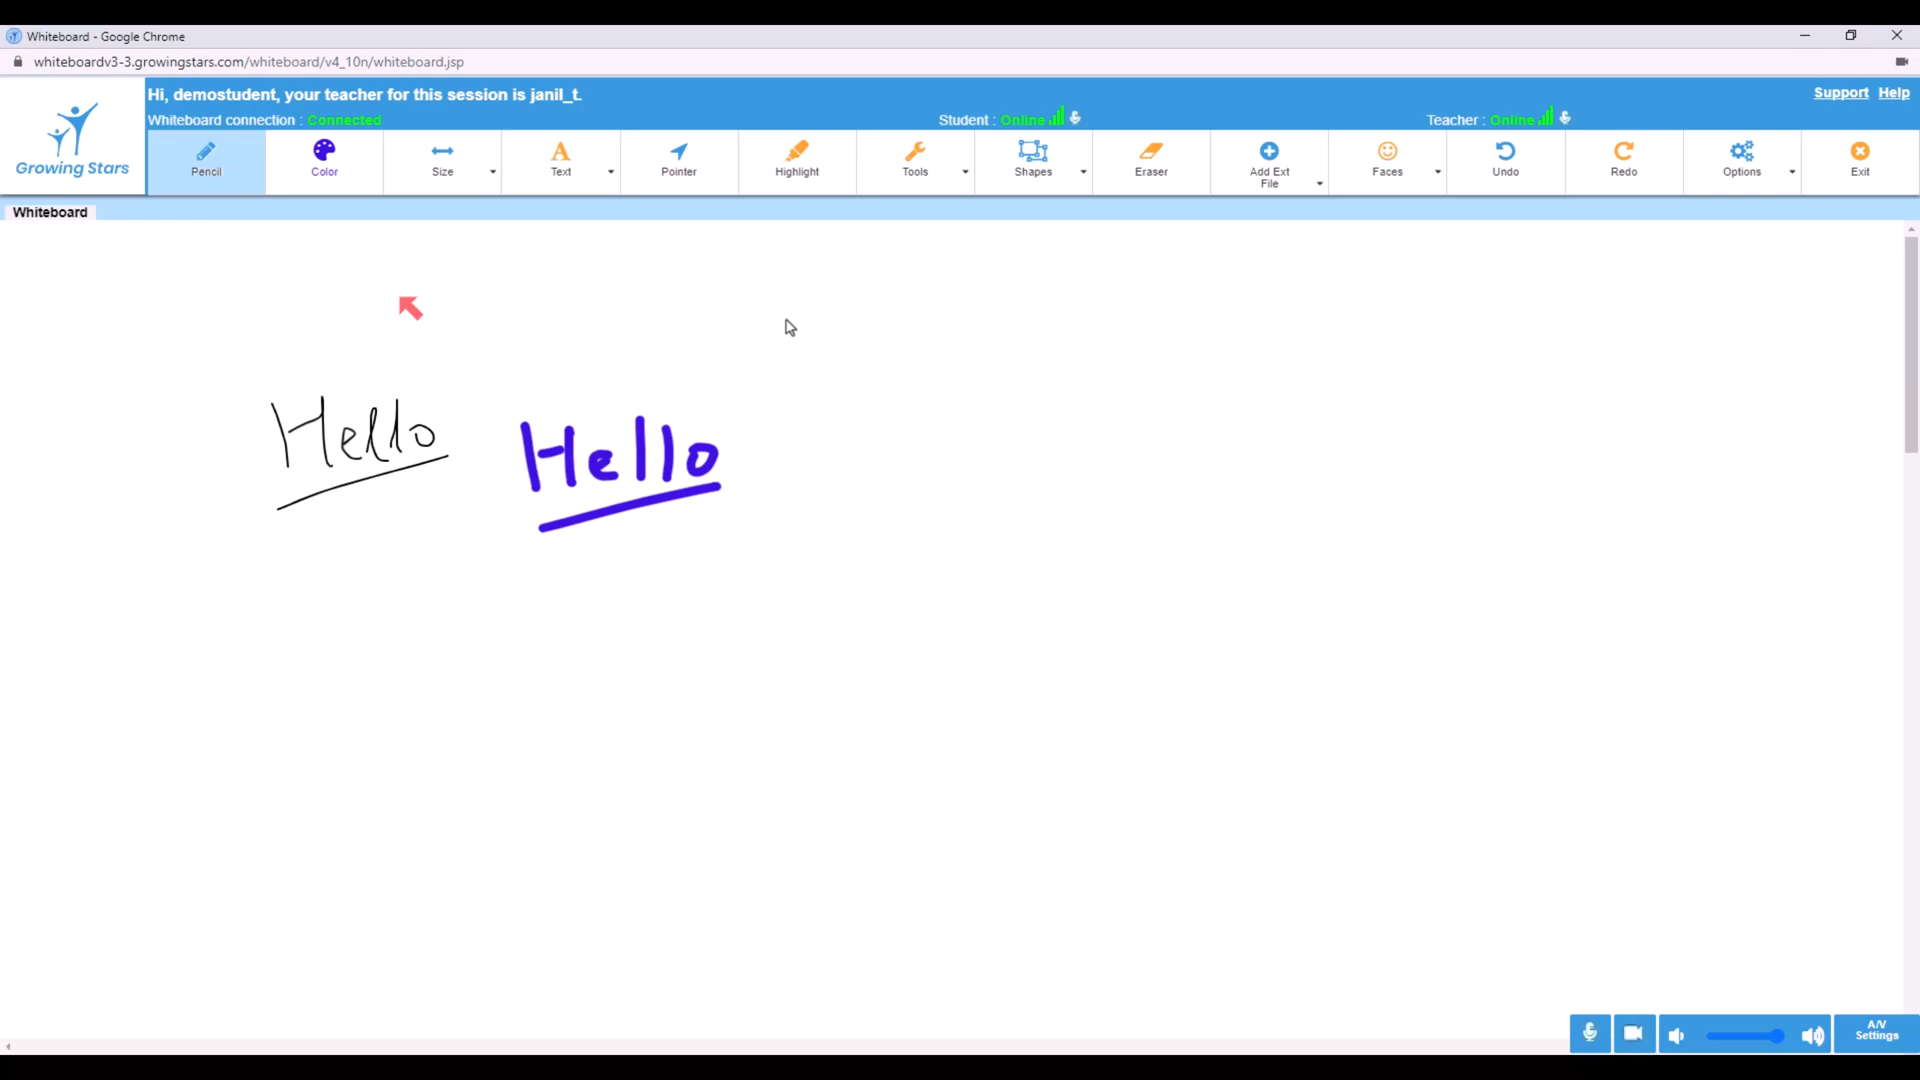 Whiteboard - Google Chrome
whiteboardv3-3.growingstars.com/whiteboard/v4_10n/whiteboard.jsp
Growing Stars
Hi, demostudent, your teacher for this session is janil_t.
Support Help
Whiteboard connection : Connected
Student : Online
Teacher : Online
Pencil
Color
Size
Text
Pointer
Highlight
Tools
Shapes
Eraser
Add Ext
File
Faces
Undo
Redo
Options
Exit
Whiteboard
Hello
Hello
A/V
Settings